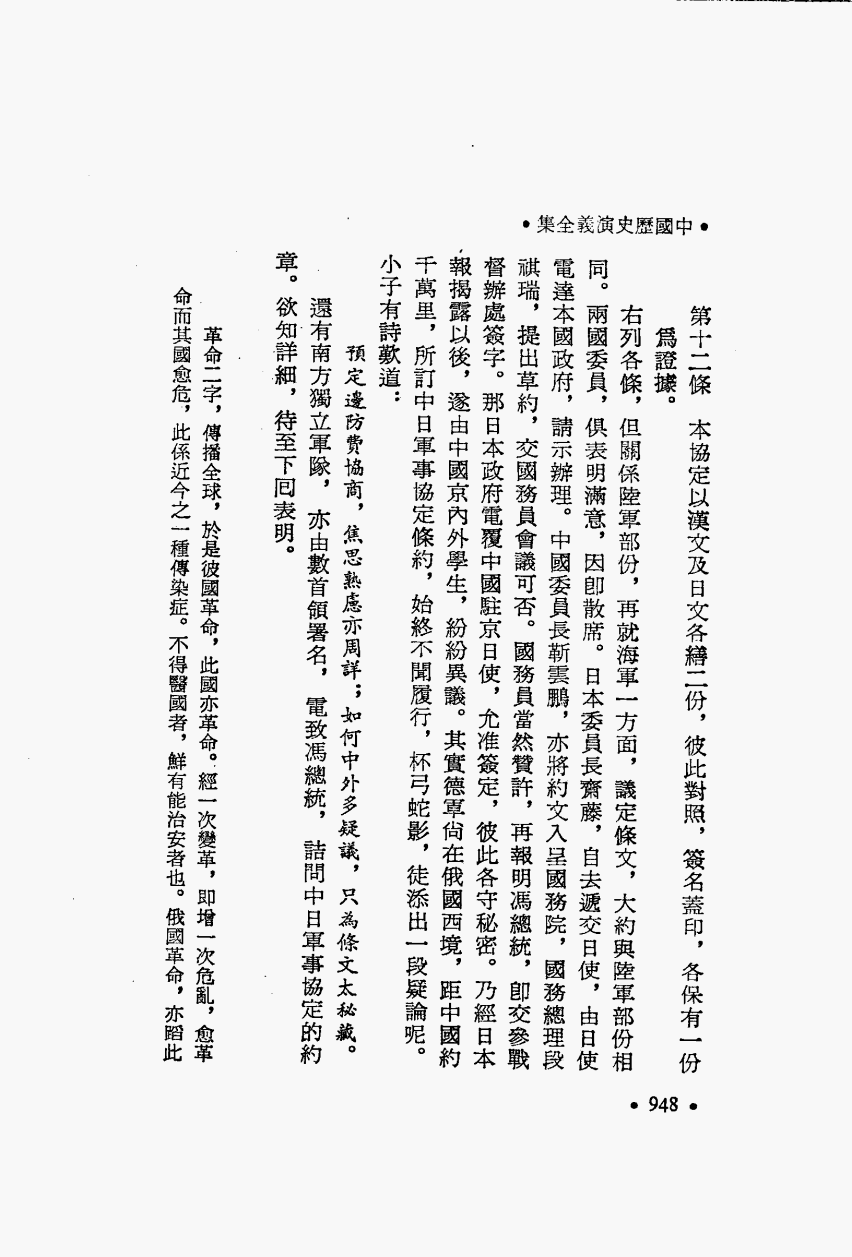 •中國歷史演義全集•
第十二條　本協定以漢文及日文各繕二份，彼此對照，簽名蓋印，各保有一份
爲證據。
右列各條，但關係陸軍部份，再就海軍一方面，議定條文，大約與陸軍部份相
同。兩國委員，俱表明滿意，因卽散席。日本委員長齋藤，自去遞交日使，由日使
電達本國政府，請示辦理。中國委員長靳雲鵬，亦將約文入呈國務院，國務總理段
祺瑞，提出草約，交國務員會議可否。國務員當然贊許，再報明馮總統，卽交參戰
督辦處簽字。那日本政府電覆中國駐京日使，允准簽定，彼此各守秘密。乃經日本
報揭露以後，遂由中國京內外學生，紛紛異議。其實德軍尙在俄國西境，距中國約
千萬里，所訂中日軍事協定條約，始終不聞履行，杯弓蛇影，徒添出一段疑論呢。
小子有詩歎道：
預定邊防費協商，焦思熟慮亦周詳；如何中外多疑議，只為條文太秘藏。
還有南方獨立軍隊，亦由數首領署名，電致馮總統，詰問中日軍事協定的約
章。欲知詳細，待至下囘表明。
革命二字，傳播全球，於是彼國革命，此國亦革命。經一次變革，即增一次危亂，愈革
命而其國愈危，此係近今之一種傳染症。不得醫國者，鮮有能治安者也。俄國革命，亦蹈此
•948•